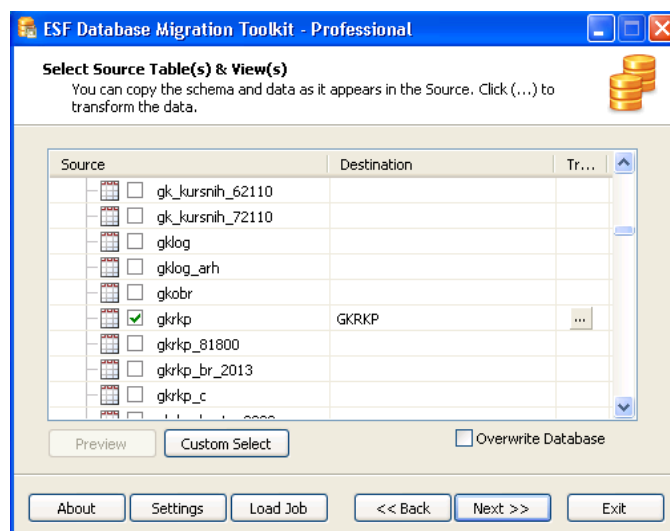 ESF Database Migration Toolkit - Professional
Select Source Table(s) & View(s)
You can copy the schema and data as it appears in the Source. Click (...) to
transform the data.
Source Destination Tr...
gk_kursnih_62110
gk_kursnih_72110
gklog
gklog_arh
gkobr
gkrkp GKRKP ...
gkrkp_81800
gkrkp_br_2013
gkrkp_c
Preview Custom Select Overwrite Database
About Settings Load Job << Back Next >> Exit